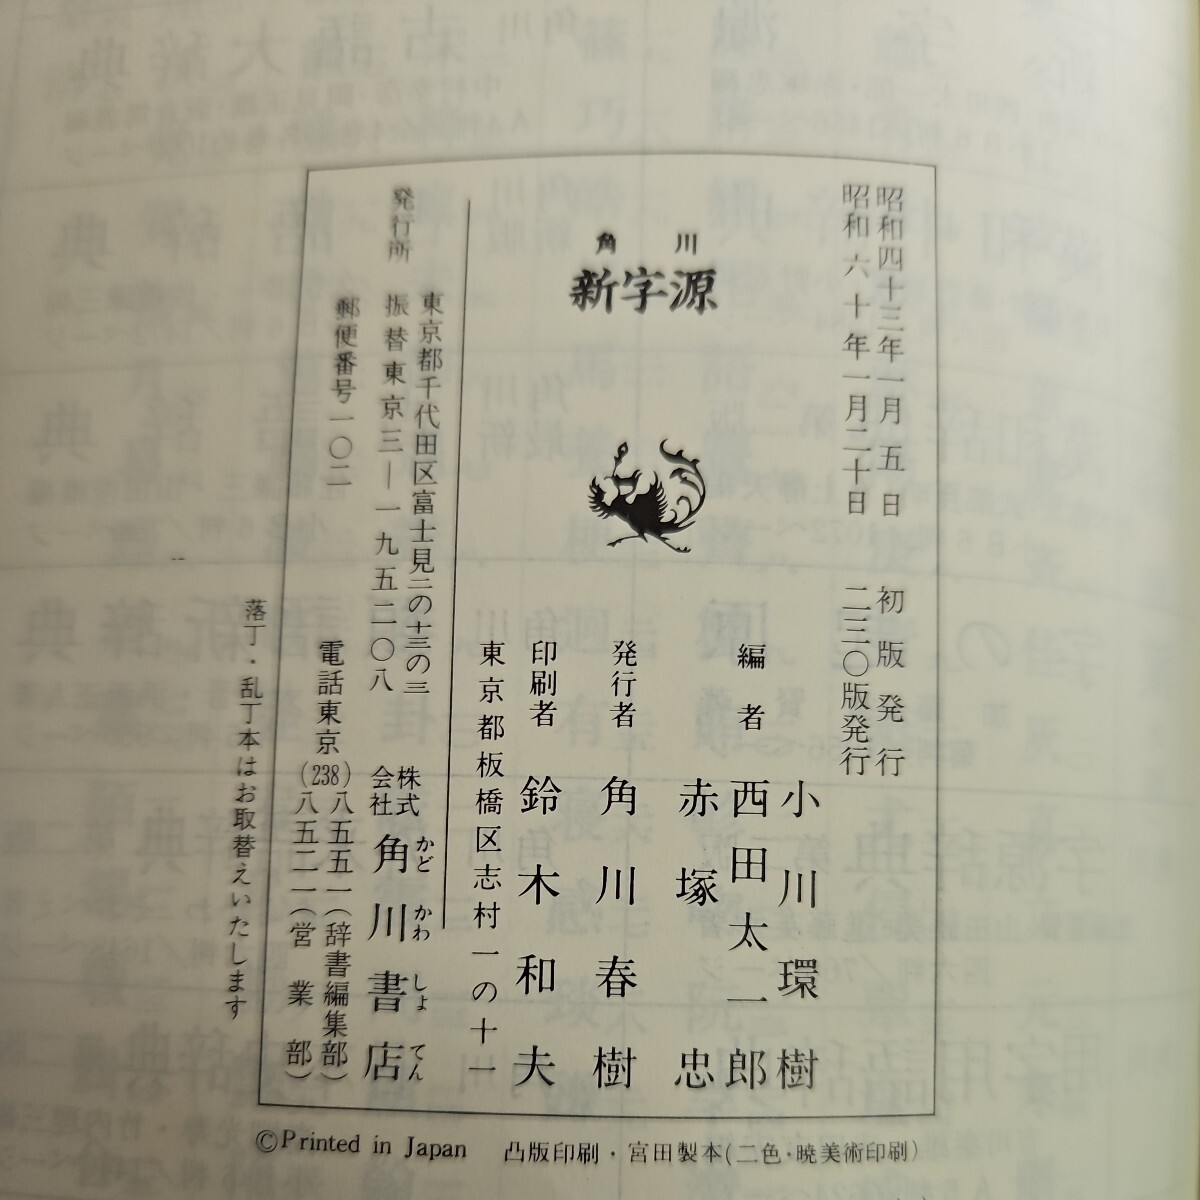 昭和四十三年一月五日 初版発行
昭和六十年一月二十日 二三〇版発行
角川
新字源
編者 小川環樹
西田太一郎
赤塚忠
発行者 角川春樹
印刷者 鈴木和夫
東京都板橋区志村一の十一
発行所
東京都千代田区富士見二の十三の三
振替東京三―一九五二〇八
郵便番号一〇二
株式会社 角川書店
かどかわしょてん
電話東京(238)八五五一(辞書編集部)
八五二一(営業部)
落丁・乱丁本はお取替えいたします
©Printed in Japan 凸版印刷・宮田製本(二色・暁美術印刷)